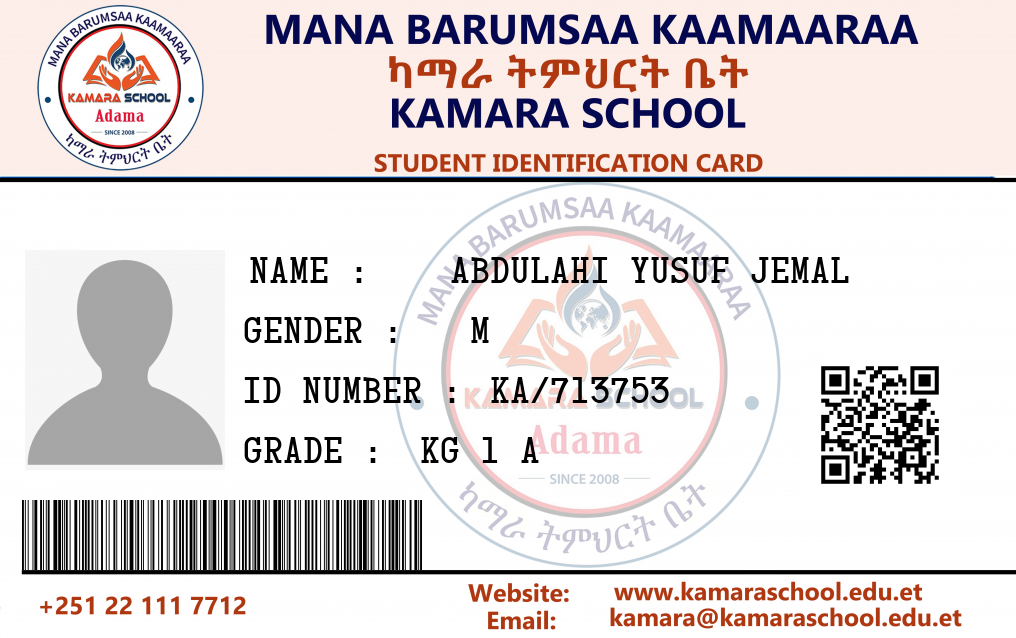 MANA BARUMSAA KAAMAARAA
ካማራ ትምህርት ቤት
KAMARA SCHOOL
STUDENT IDENTIFICATION CARD
MANA BARUMSAA KAAMAARAA
KAMARA SCHOOL
Adama
SINCE 2008
ካማራ ትምህርት ቤት
NAME : ABDULAHI YUSUF JEMAL
GENDER : M
ID NUMBER : KA/713753
GRADE : KG 1 A
MANA BARUMSAA KAAMAARAA
KAMARA SCHOOL
Adama
SINCE 2008
ካማራ ትምህርት ቤት
+251 22 111 7712
Website: www.kamaraschool.edu.et
Email: kamara@kamaraschool.edu.et